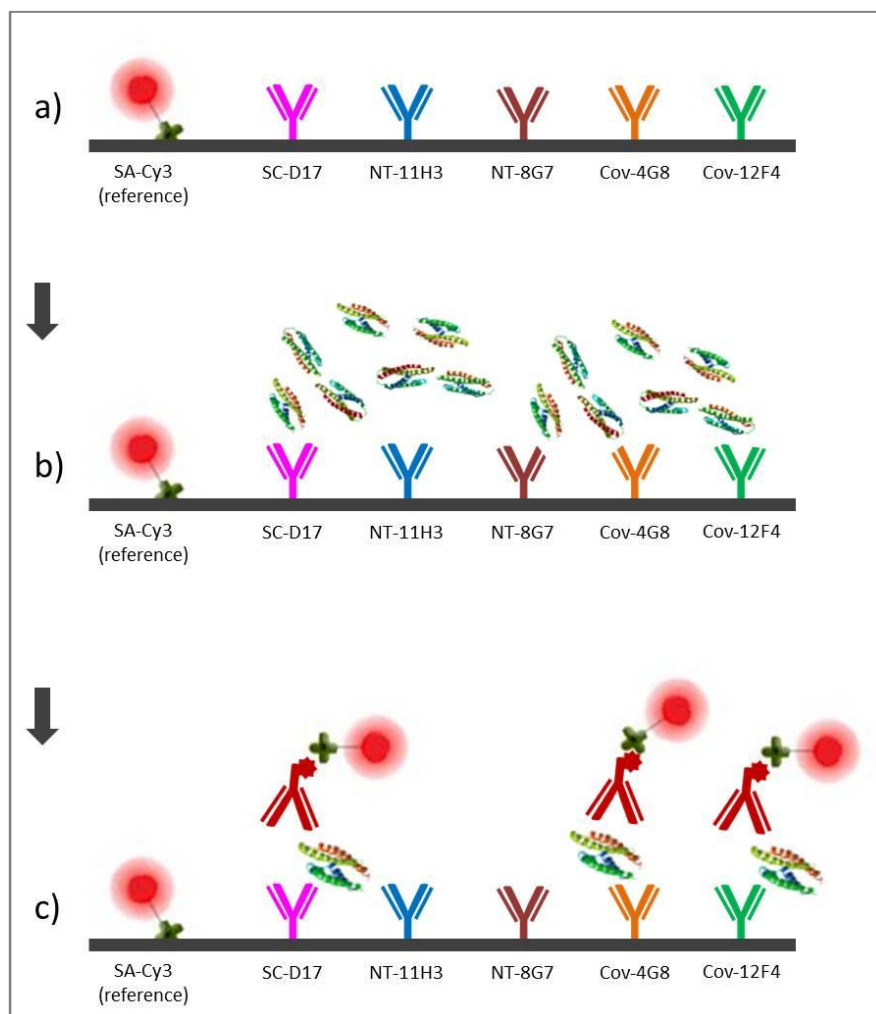 a)
SA-Cy3 SC-D17 NT-11H3 NT-8G7 Cov-4G8 Cov-12F4
(reference)
b)
SA-Cy3 SC-D17 NT-11H3 NT-8G7 Cov-4G8 Cov-12F4
(reference)
c)
SA-Cy3 SC-D17 NT-11H3 NT-8G7 Cov-4G8 Cov-12F4
(reference)